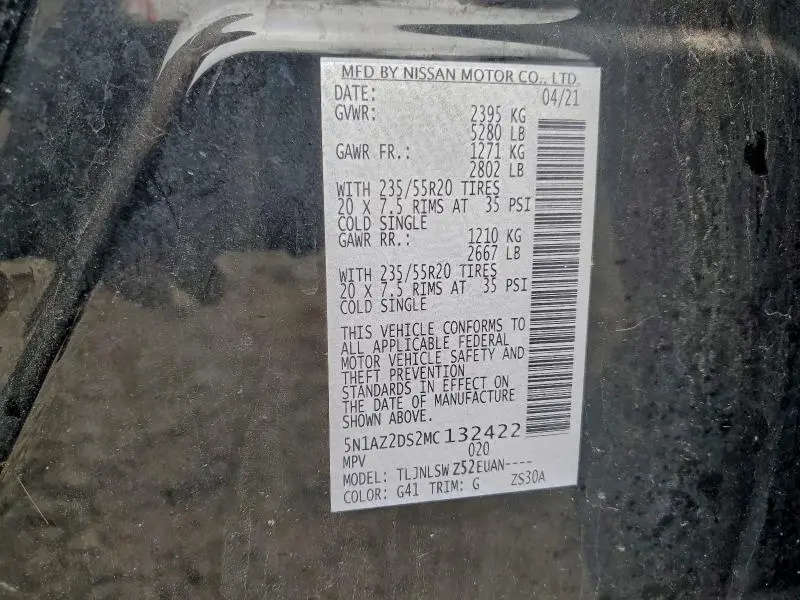 MFD BY NISSAN MOTOR CO., LTD.
DATE: 04/21
GVWR: 2395 KG
5280 LB
GAWR FR.: 1271 KG
2802 LB
WITH 235/55R20 TIRES
20 X 7.5 RIMS AT 35 PSI
COLD SINGLE
GAWR RR.: 1210 KG
2667 LB
WITH 235/55R20 TIRES
20 X 7.5 RIMS AT 35 PSI
COLD SINGLE
THIS VEHICLE CONFORMS TO
ALL APPLICABLE FEDERAL
MOTOR VEHICLE SAFETY AND
THEFT PREVENTION
STANDARDS IN EFFECT ON
THE DATE OF MANUFACTURE
SHOWN ABOVE.
5N1AZ2DS2MC132422
MPV 020
MODEL: TLJNLSW Z52EUAN----
COLOR: G41 TRIM: G ZS30A